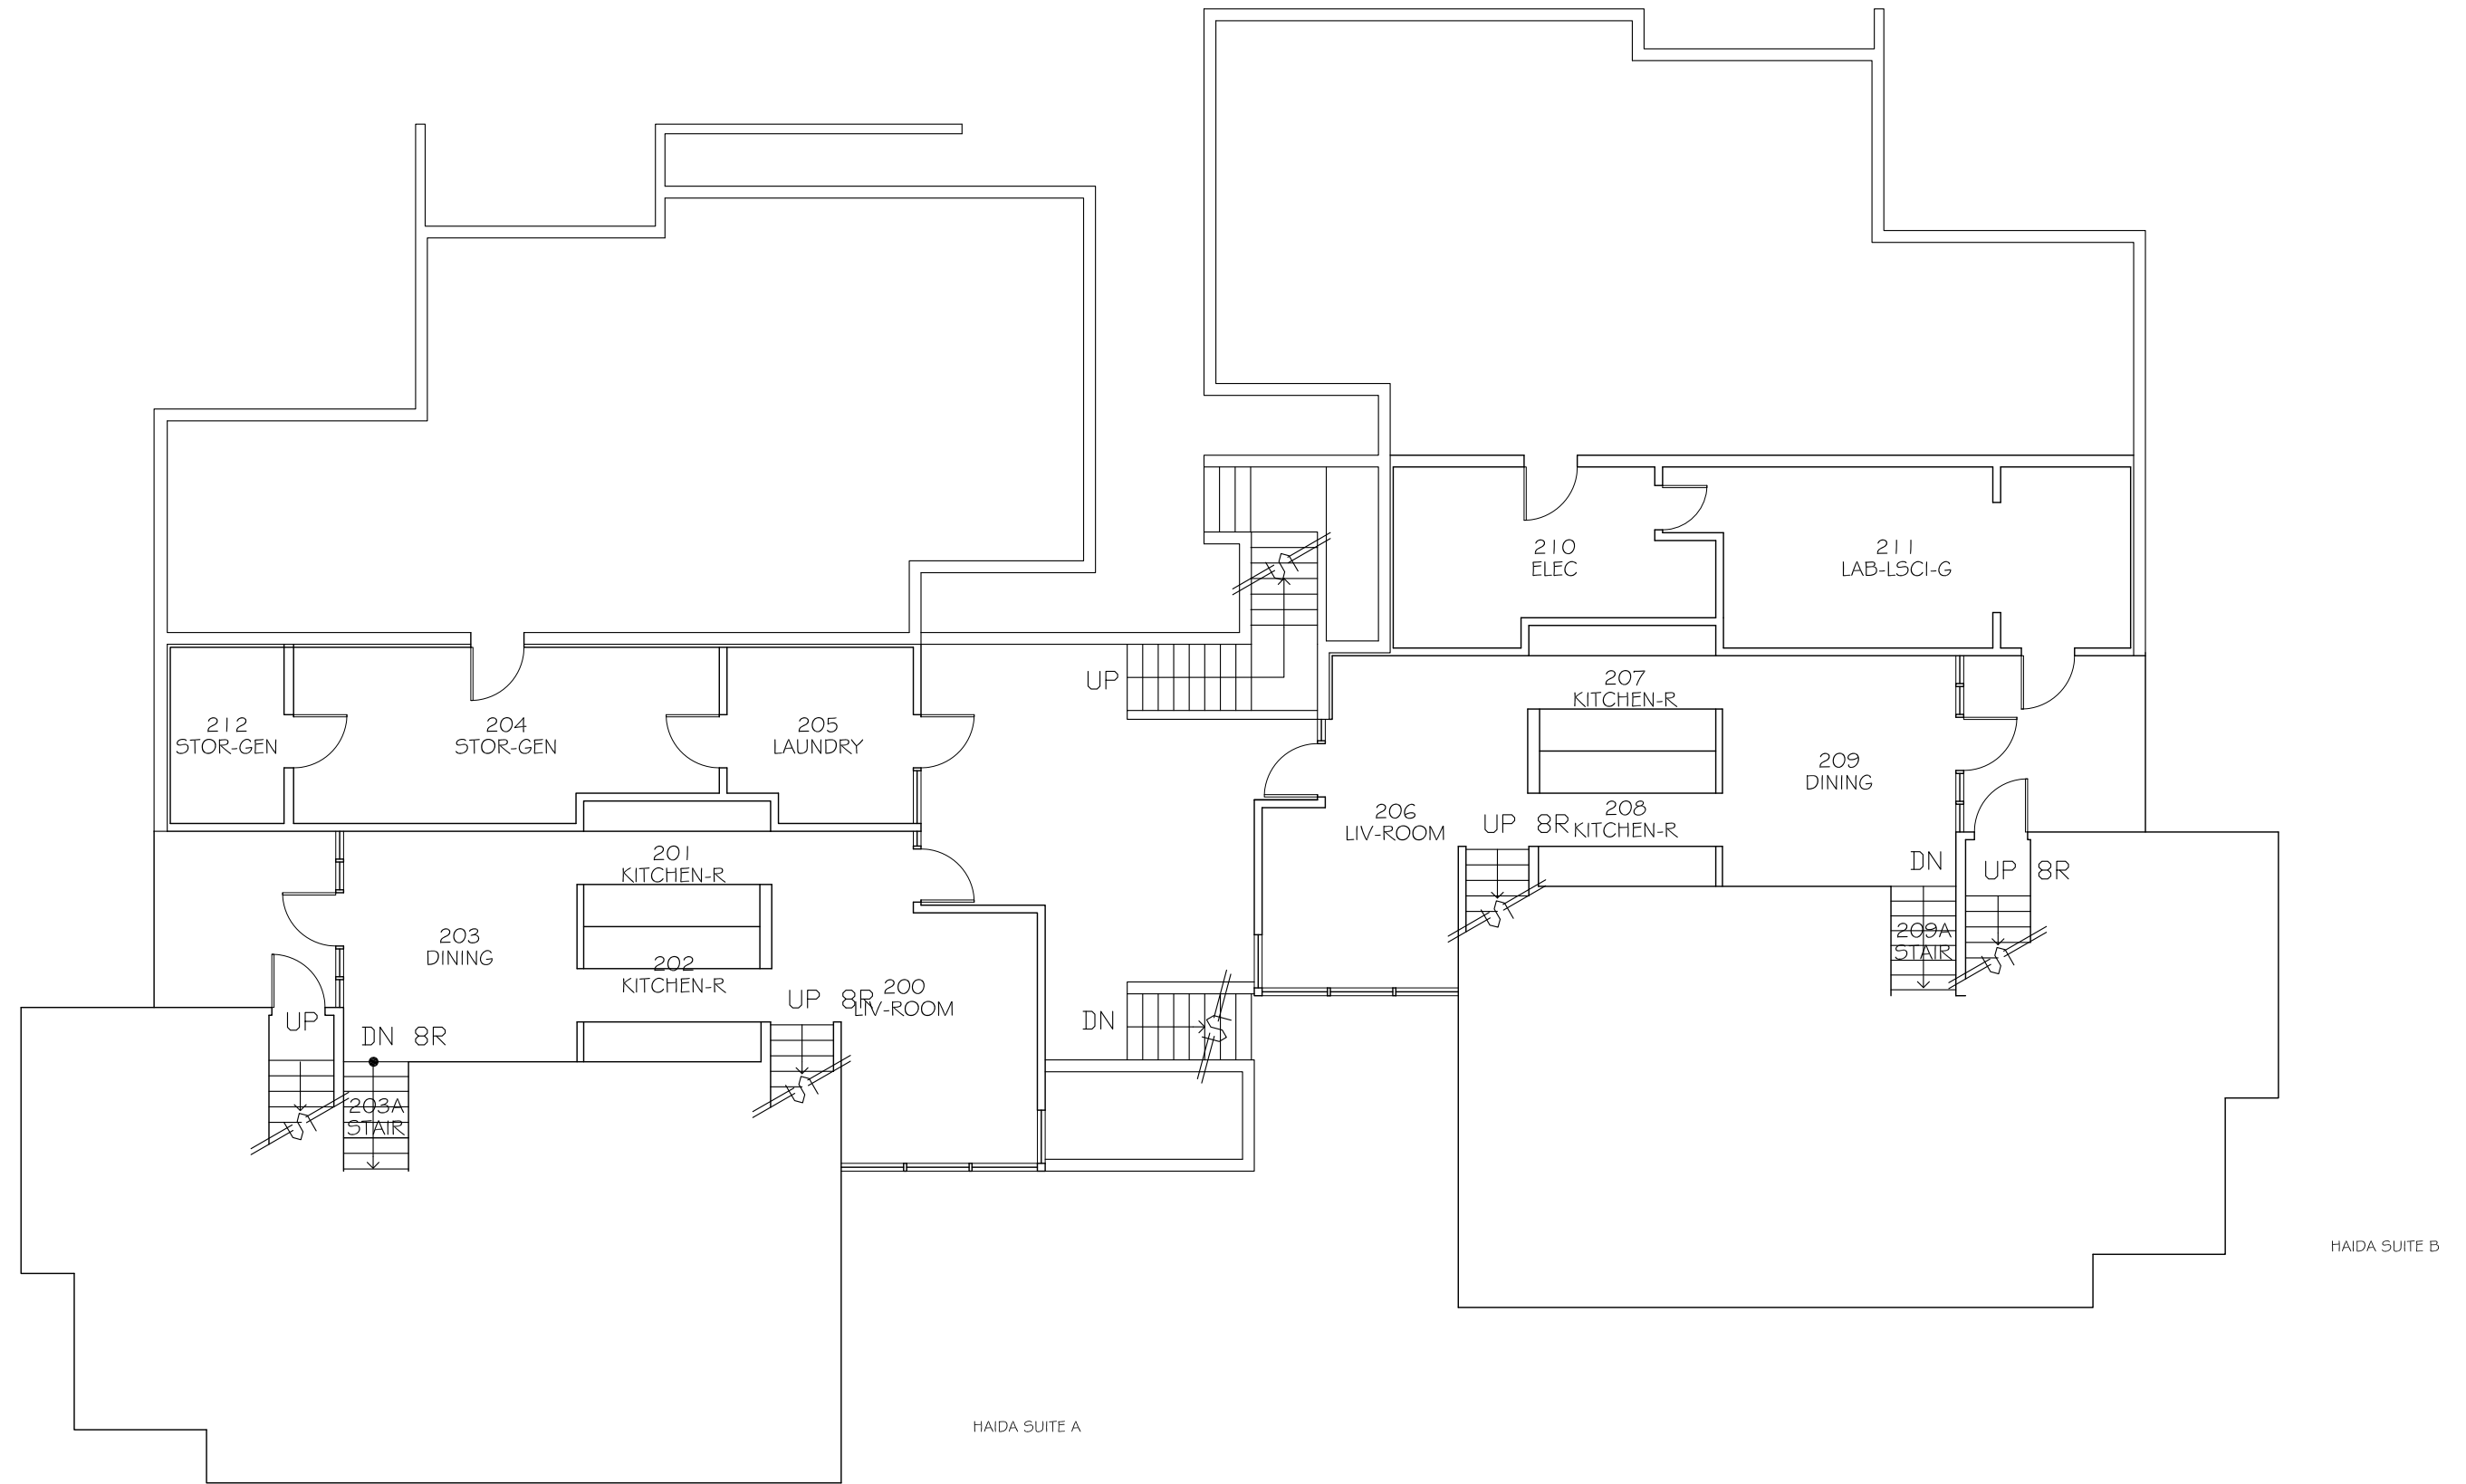 210
ELEC
211
LAB-LSCI-G
UP
207
KITCHEN-R
212
STOR-GEN
204
STOR-GEN
205
LAUNDRY
209
DINING
206
LIV-ROOM
208
KITCHEN-R
UP 8R
DN
UP 8R
201
KITCHEN-R
203
DINING
209A
STAIR
202
KITCHEN-R
200
LIV-ROOM
UP 8R
UP
DN 8R
DN
203A
STAIR
HAIDA SUITE B
HAIDA SUITE A